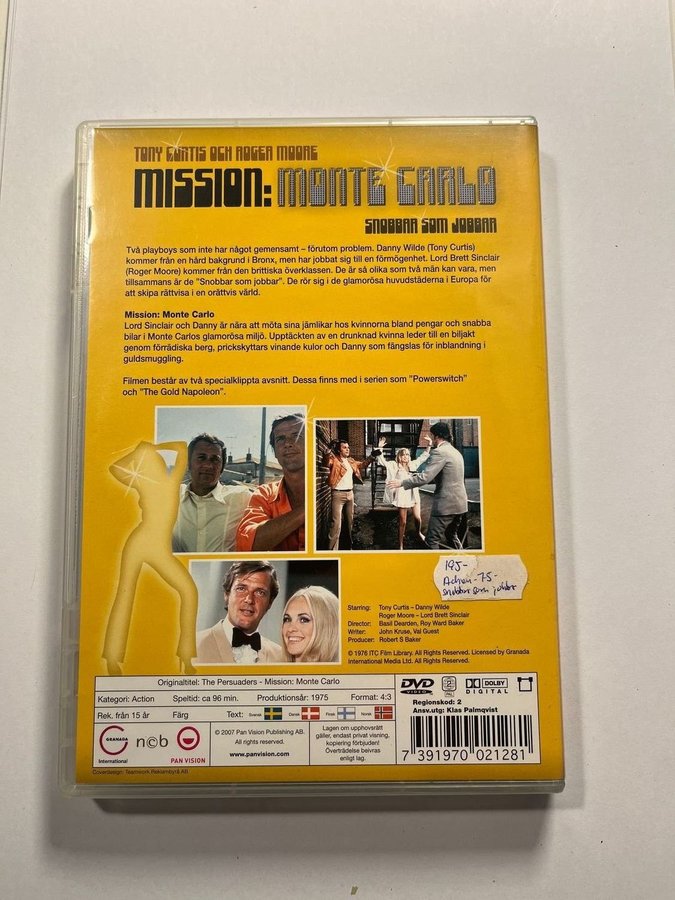 TONY CURTIS OCH ROGER MOORE
MISSION: MONTE CARLO
SNOBBAR SOM JOBBAR
Två playboys som inte har något gemensamt – förutom problem. Danny Wilde (Tony Curtis)
kommer från en hård bakgrund i Bronx, men har jobbat sig till en förmögenhet. Lord Brett Sinclair
(Roger Moore) kommer från den brittiska överklassen. De är så olika som två män kan vara, men
tillsammans är de "Snobbar som jobbar". De rör sig i de glamorösa huvudstäderna i Europa för
att skipa rättvisa i en orättvis värld.
Mission: Monte Carlo
Lord Sinclair och Danny är nära att möta sina jämlikar hos kvinnorna bland pengar och snabba
bilar i Monte Carlos glamorösa miljö. Upptäckten av en drunknad kvinna leder till en biljakt
genom förrädiska berg, prickskyttars vinande kulor och Danny som fängslas för inblandning i
guldsmuggling.
Filmen består av två specialklippta avsnitt. Dessa finns med i serien som "Powerswitch"
och "The Gold Napoleon".
195-
Action -75-
snobbar som jobbar
Starring: Tony Curtis – Danny Wilde
Roger Moore – Lord Brett Sinclair
Director: Basil Dearden, Roy Ward Baker
Writer: John Kruse, Val Guest
Producer: Robert S Baker
© 1976 ITC Film Library. All Rights Reserved. Licensed by Granada
International Media Ltd. All Rights Reserved.
Originaltitel: The Persuaders - Mission: Monte Carlo
Kategori: Action Speltid: ca 96 min. Produktionsår: 1975 Format: 4:3
Rek. från 15 år Färg Text: Svensk Dansk Finsk Norsk
DVD VIDEO 2 PAL DOLBY DIGITAL
Regionskod: 2
Ansv.utg: Klas Palmqvist
GRANADA International ncb PAN VISION
© 2007 Pan Vision Publishing AB.
All rights reserved.
www.panvision.com
Lagen om upphovsrätt
gäller, endast privat visning,
kopiering förbjuden!
Överträdelse beivras
enligt lag.
7 391970 021281
Coverdesign: Teamwork Reklambyrå AB